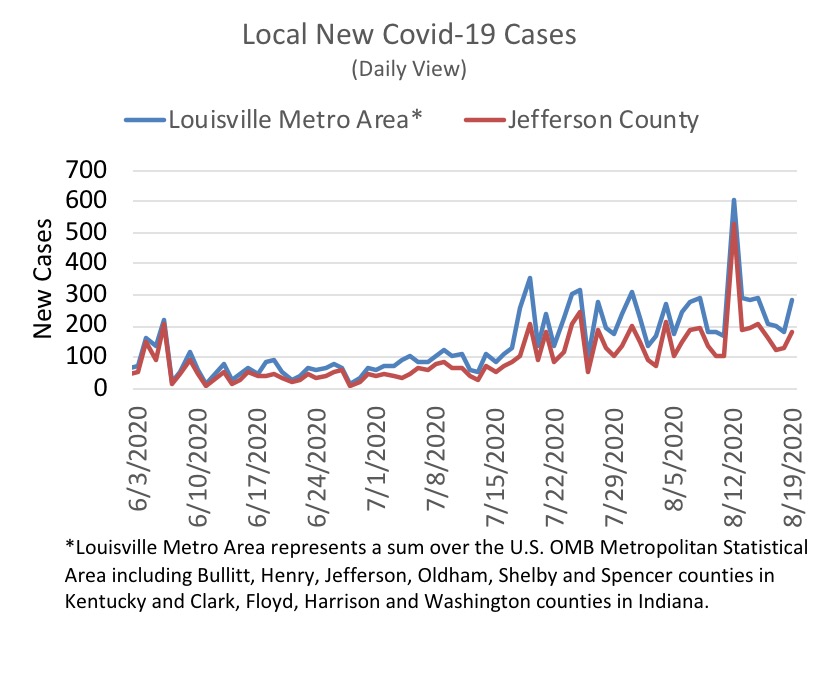 Local New Covid-19 Cases
(Daily View)
Louisville Metro Area*
Jefferson County
New Cases
700
600
500
400
300
200
100
0
6/3/2020
6/10/2020
6/17/2020
6/24/2020
7/1/2020
7/8/2020
7/15/2020
7/22/2020
7/29/2020
8/5/2020
8/12/2020
8/19/2020
*Louisville Metro Area represents a sum over the U.S. OMB Metropolitan Statistical
Area including Bullitt, Henry, Jefferson, Oldham, Shelby and Spencer counties in
Kentucky and Clark, Floyd, Harrison and Washington counties in Indiana.